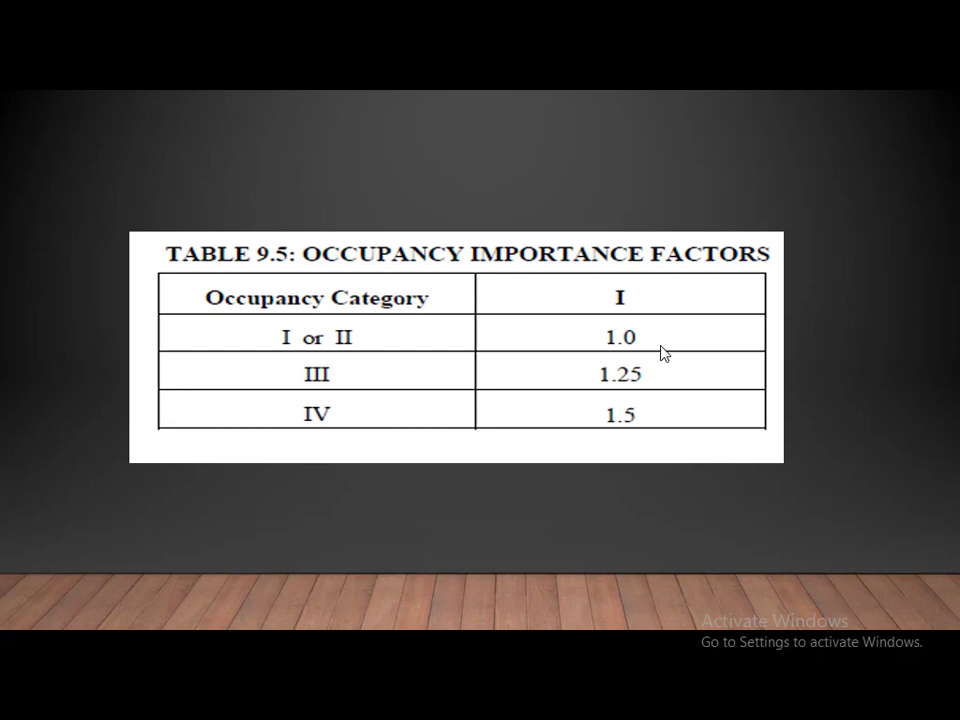 TABLE 9.5: OCCUPANCY IMPORTANCE FACTORS
Occupancy Category I
I or II 1.0
III 1.25
IV 1.5
Activate Windows
Go to Settings to activate Windows.